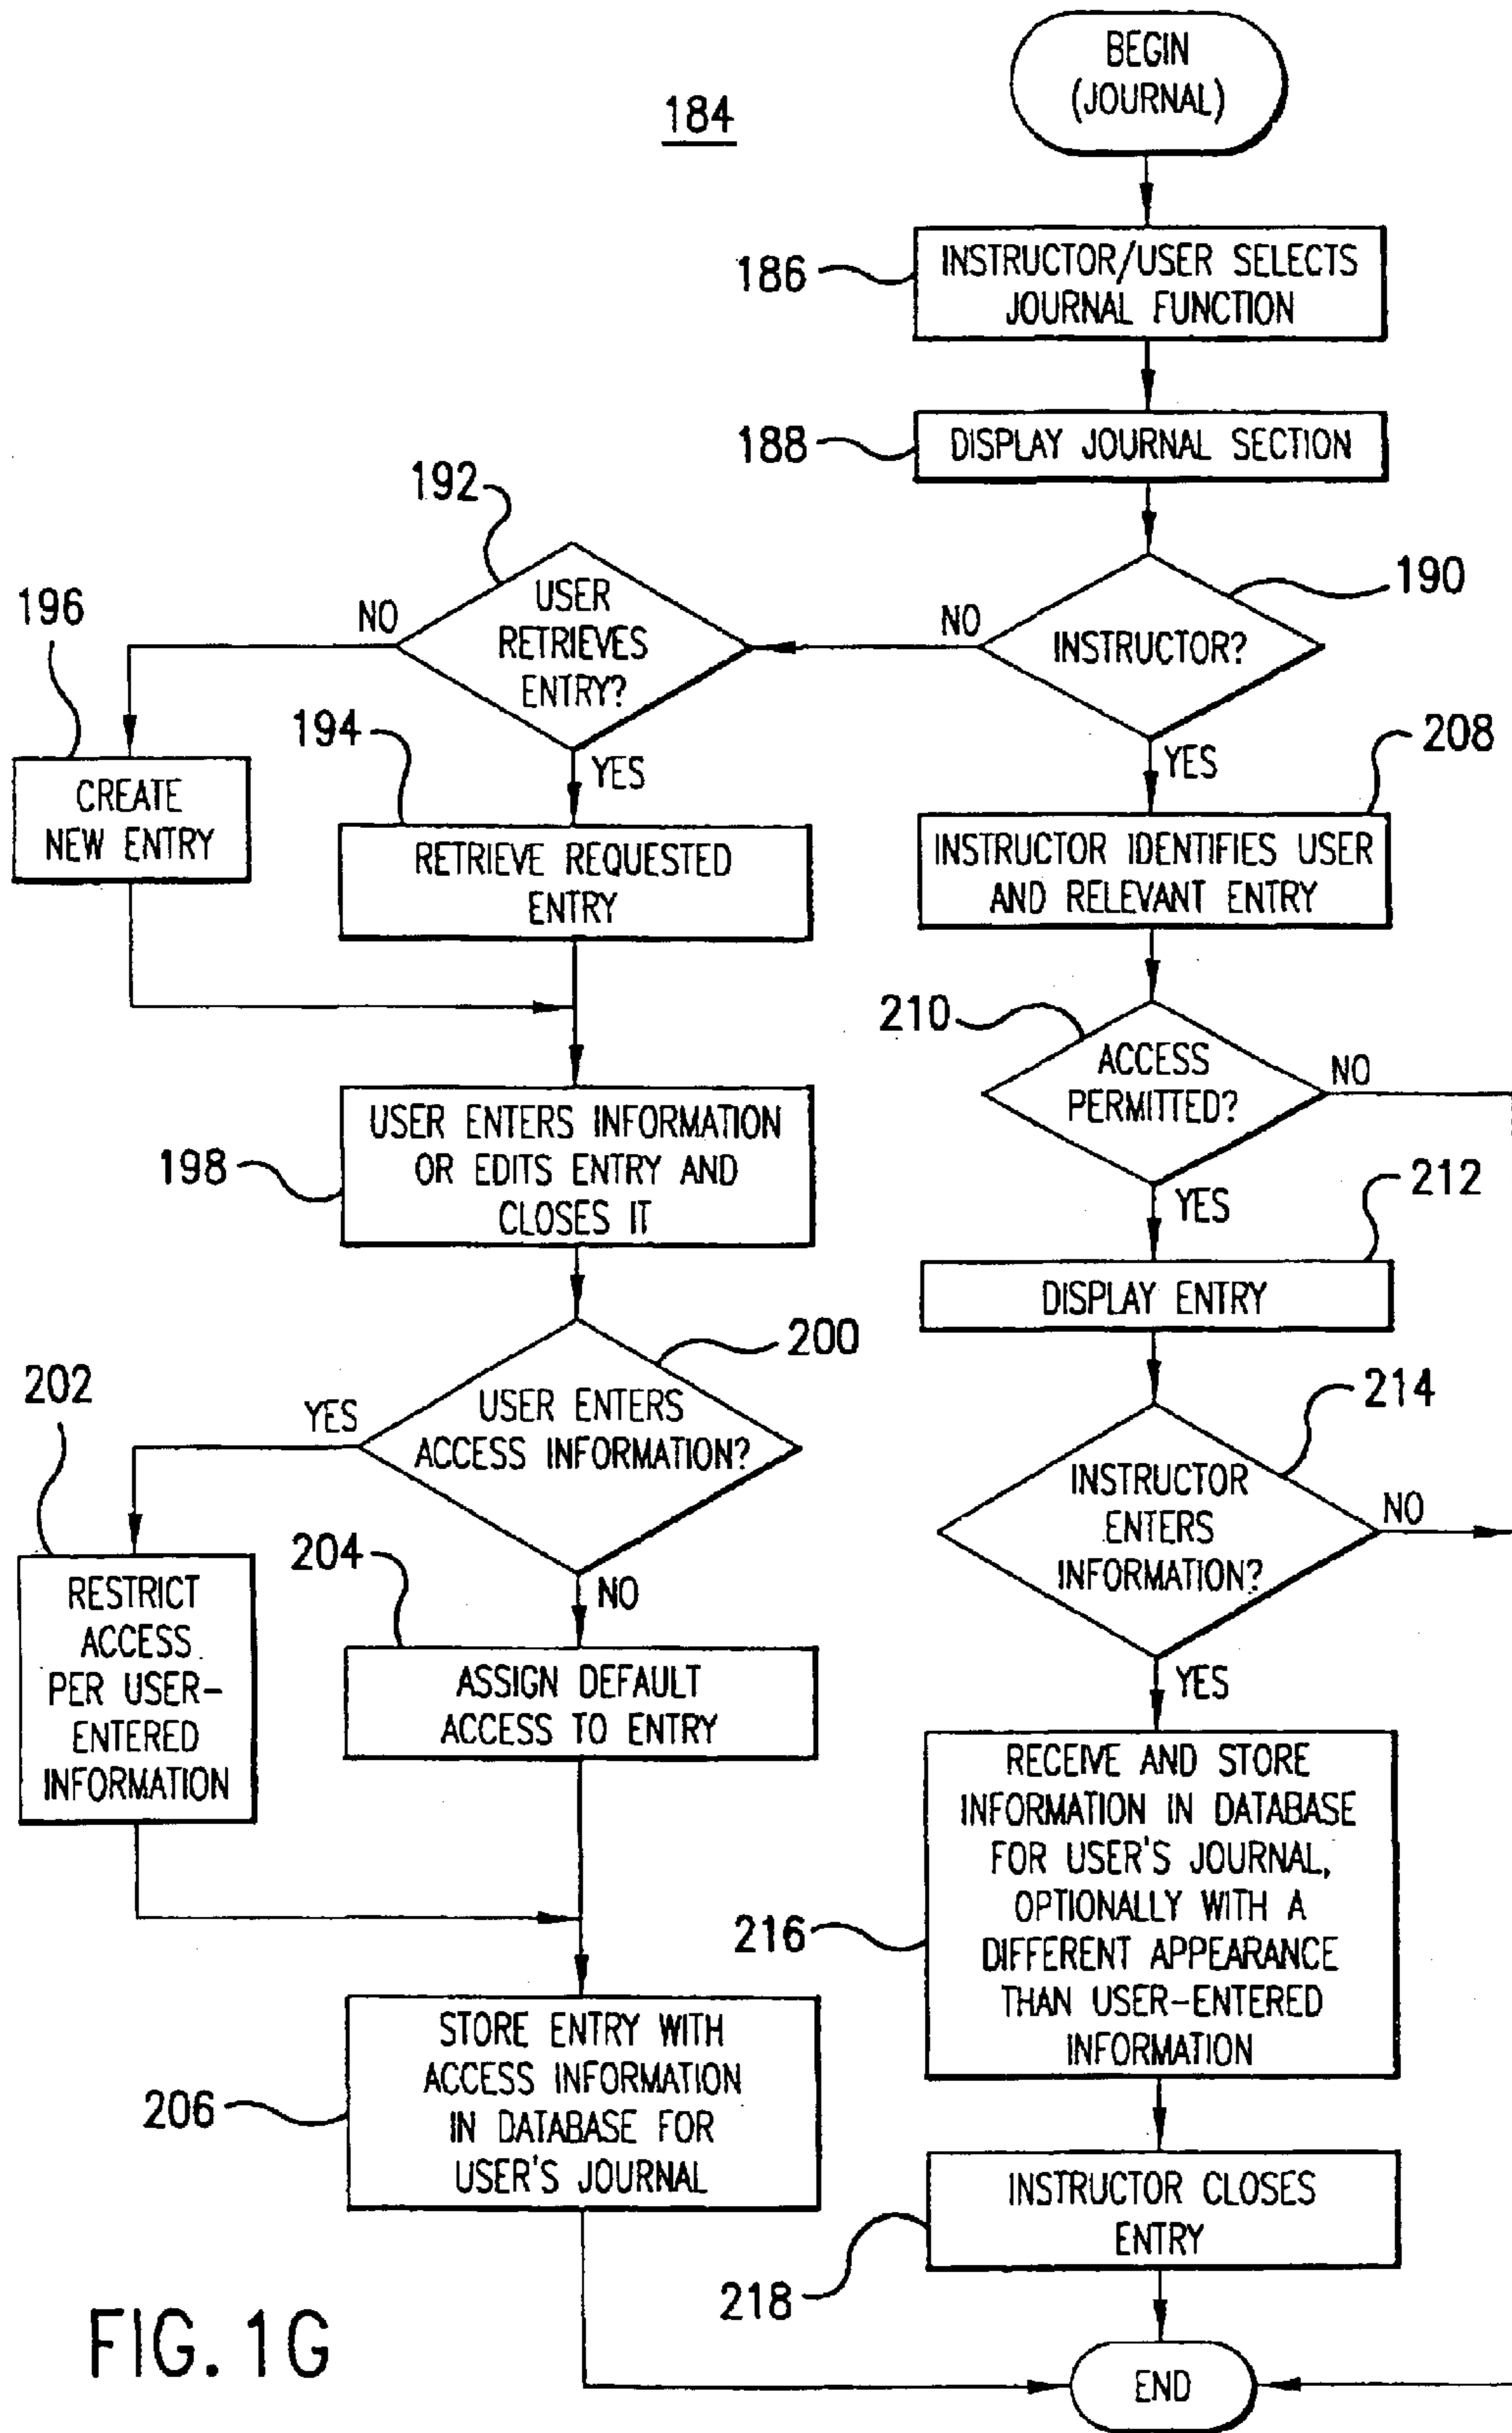 BEGIN
(JOURNAL)
184
186
INSTRUCTOR/USER SELECTS
JOURNAL FUNCTION
188
DISPLAY JOURNAL SECTION
192
USER
RETRIEVES
ENTRY?
NO
YES
190
INSTRUCTOR?
NO
YES
196
CREATE
NEW ENTRY
194
RETRIEVE REQUESTED
ENTRY
208
INSTRUCTOR IDENTIFIES USER
AND RELEVANT ENTRY
198
USER ENTERS INFORMATION
OR EDITS ENTRY AND
CLOSES IT
210
ACCESS
PERMITTED?
NO
YES
212
DISPLAY ENTRY
200
USER ENTERS
ACCESS INFORMATION?
YES
NO
202
RESTRICT
ACCESS
PER USER-
ENTERED
INFORMATION
204
ASSIGN DEFAULT
ACCESS TO ENTRY
214
INSTRUCTOR
ENTERS
INFORMATION?
NO
YES
216
RECEIVE AND STORE
INFORMATION IN DATABASE
FOR USER'S JOURNAL,
OPTIONALLY WITH A
DIFFERENT APPEARANCE
THAN USER-ENTERED
INFORMATION
206
STORE ENTRY WITH
ACCESS INFORMATION
IN DATABASE FOR
USER'S JOURNAL
218
INSTRUCTOR CLOSES
ENTRY
END
FIG. 1G